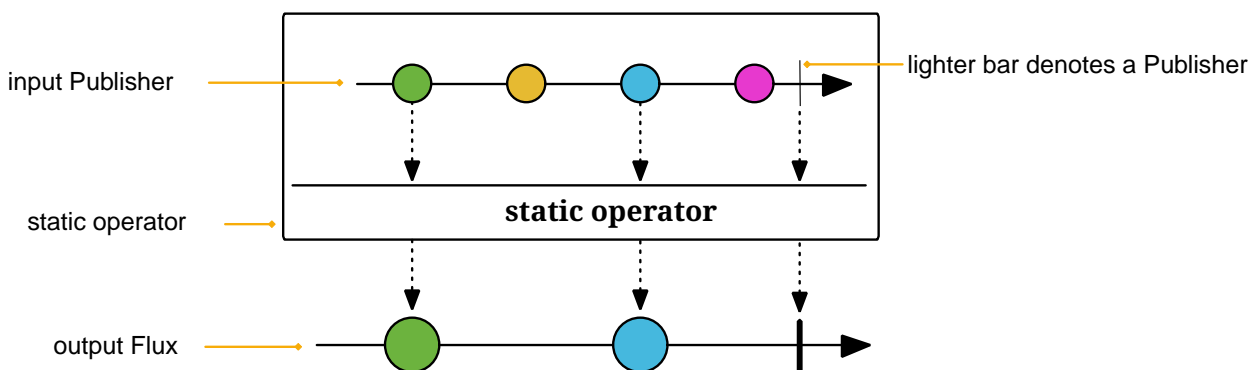 input Publisher
lighter bar denotes a Publisher
static operator
static operator
output Flux